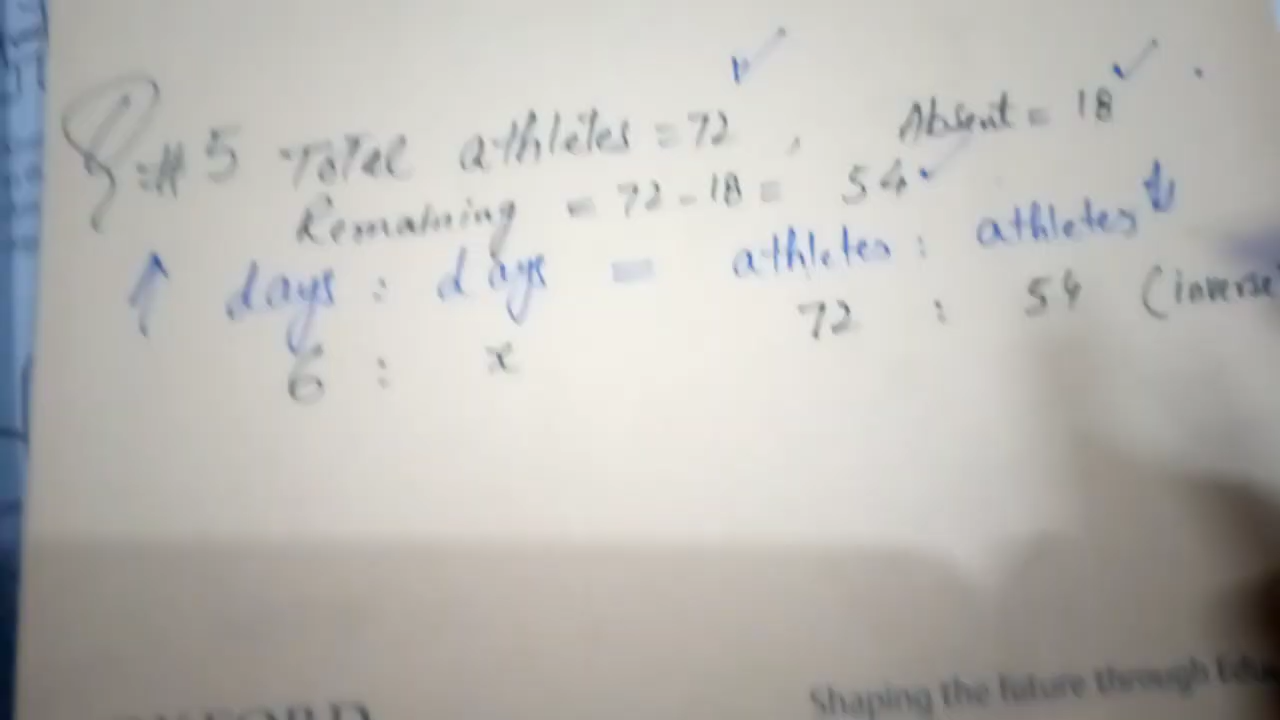 Q:# 5 Total athletes = 72 , Absent = 18
Remaining = 72 - 18 = 54
days : days = athletes : athletes
6 : x 72 : 54 (inverse
Shaping the future through Edu